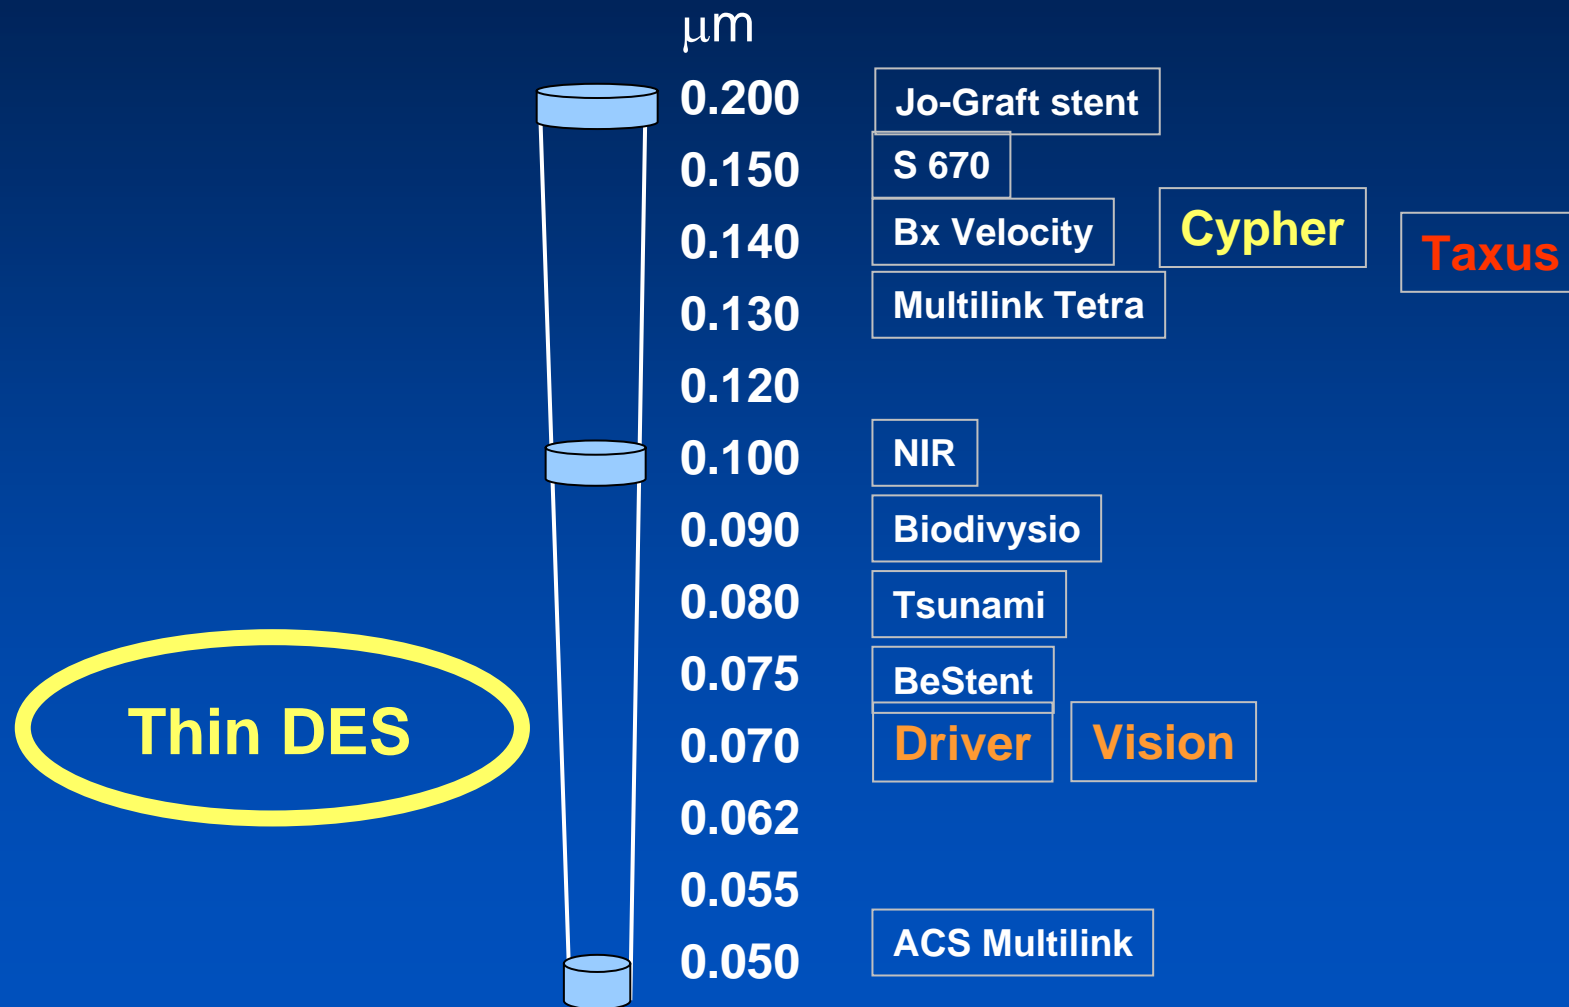 μm
0.200 Jo-Graft stent
0.150 S 670
0.140 Bx Velocity Cypher Taxus
0.130 Multilink Tetra
0.120
0.100 NIR
0.090 Biodivysio
0.080 Tsunami
0.075 BeStent
Thin DES
0.070 Driver Vision
0.062
0.055
0.050 ACS Multilink